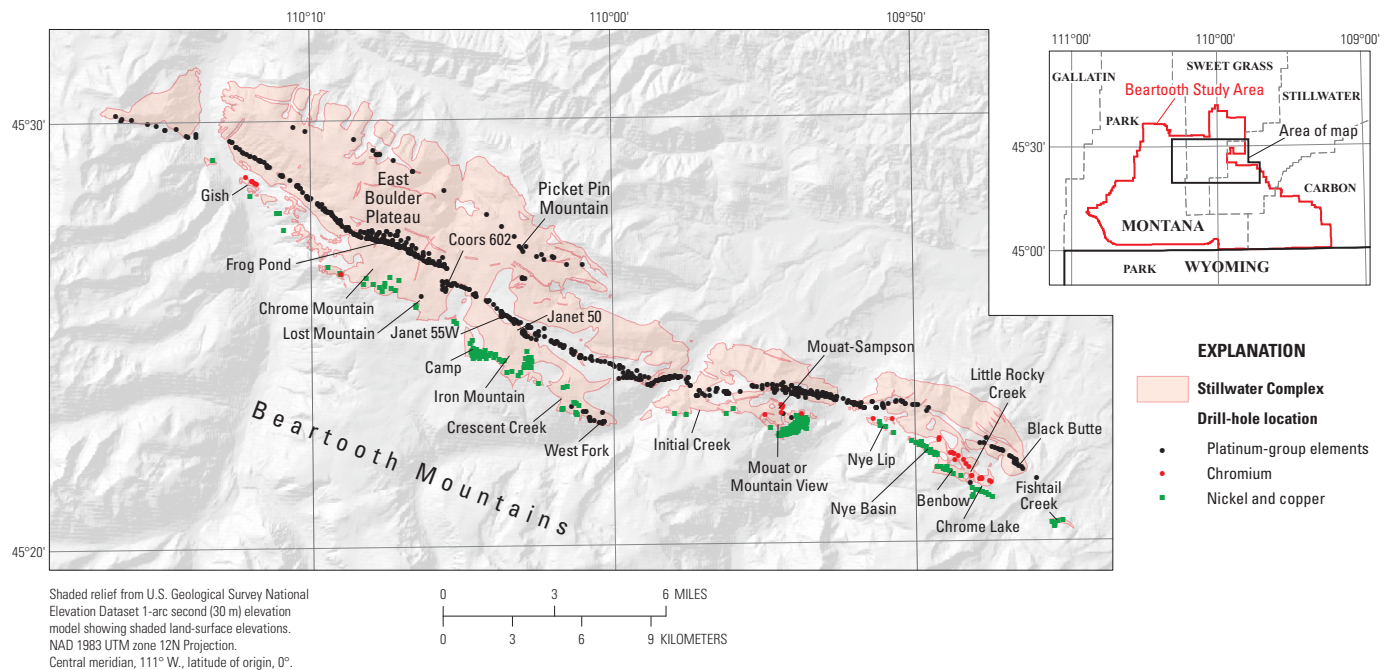 110°10'
110°00'
109°50'
45°30'
45°20'
Gish
East
Boulder
Plateau
Picket Pin
Mountain
Coors 602
Frog Pond
Chrome Mountain
Lost Mountain
Janet 55W
Janet 50
Camp
Iron Mountain
Crescent Creek
West Fork
Initial Creek
Mouat-Sampson
Mouat or
Mountain View
Little Rocky
Creek
Black Butte
Nye Lip
Nye Basin
Benbow
Chrome Lake
Fishtail
Creek
Beartooth Mountains
111°00'
110°00'
109°00'
GALLATIN
SWEET GRASS
Beartooth Study Area
STILLWATER
PARK
Area of map
45°30'
CARBON
MONTANA
45°00'
PARK
WYOMING
EXPLANATION
Stillwater Complex
Drill-hole location
Platinum-group elements
Chromium
Nickel and copper
Shaded relief from U.S. Geological Survey National
Elevation Dataset 1-arc second (30 m) elevation
model showing shaded land-surface elevations.
NAD 1983 UTM zone 12N Projection.
Central meridian, 111° W., latitude of origin, 0°.
0 3 6 MILES
0 3 6 9 KILOMETERS